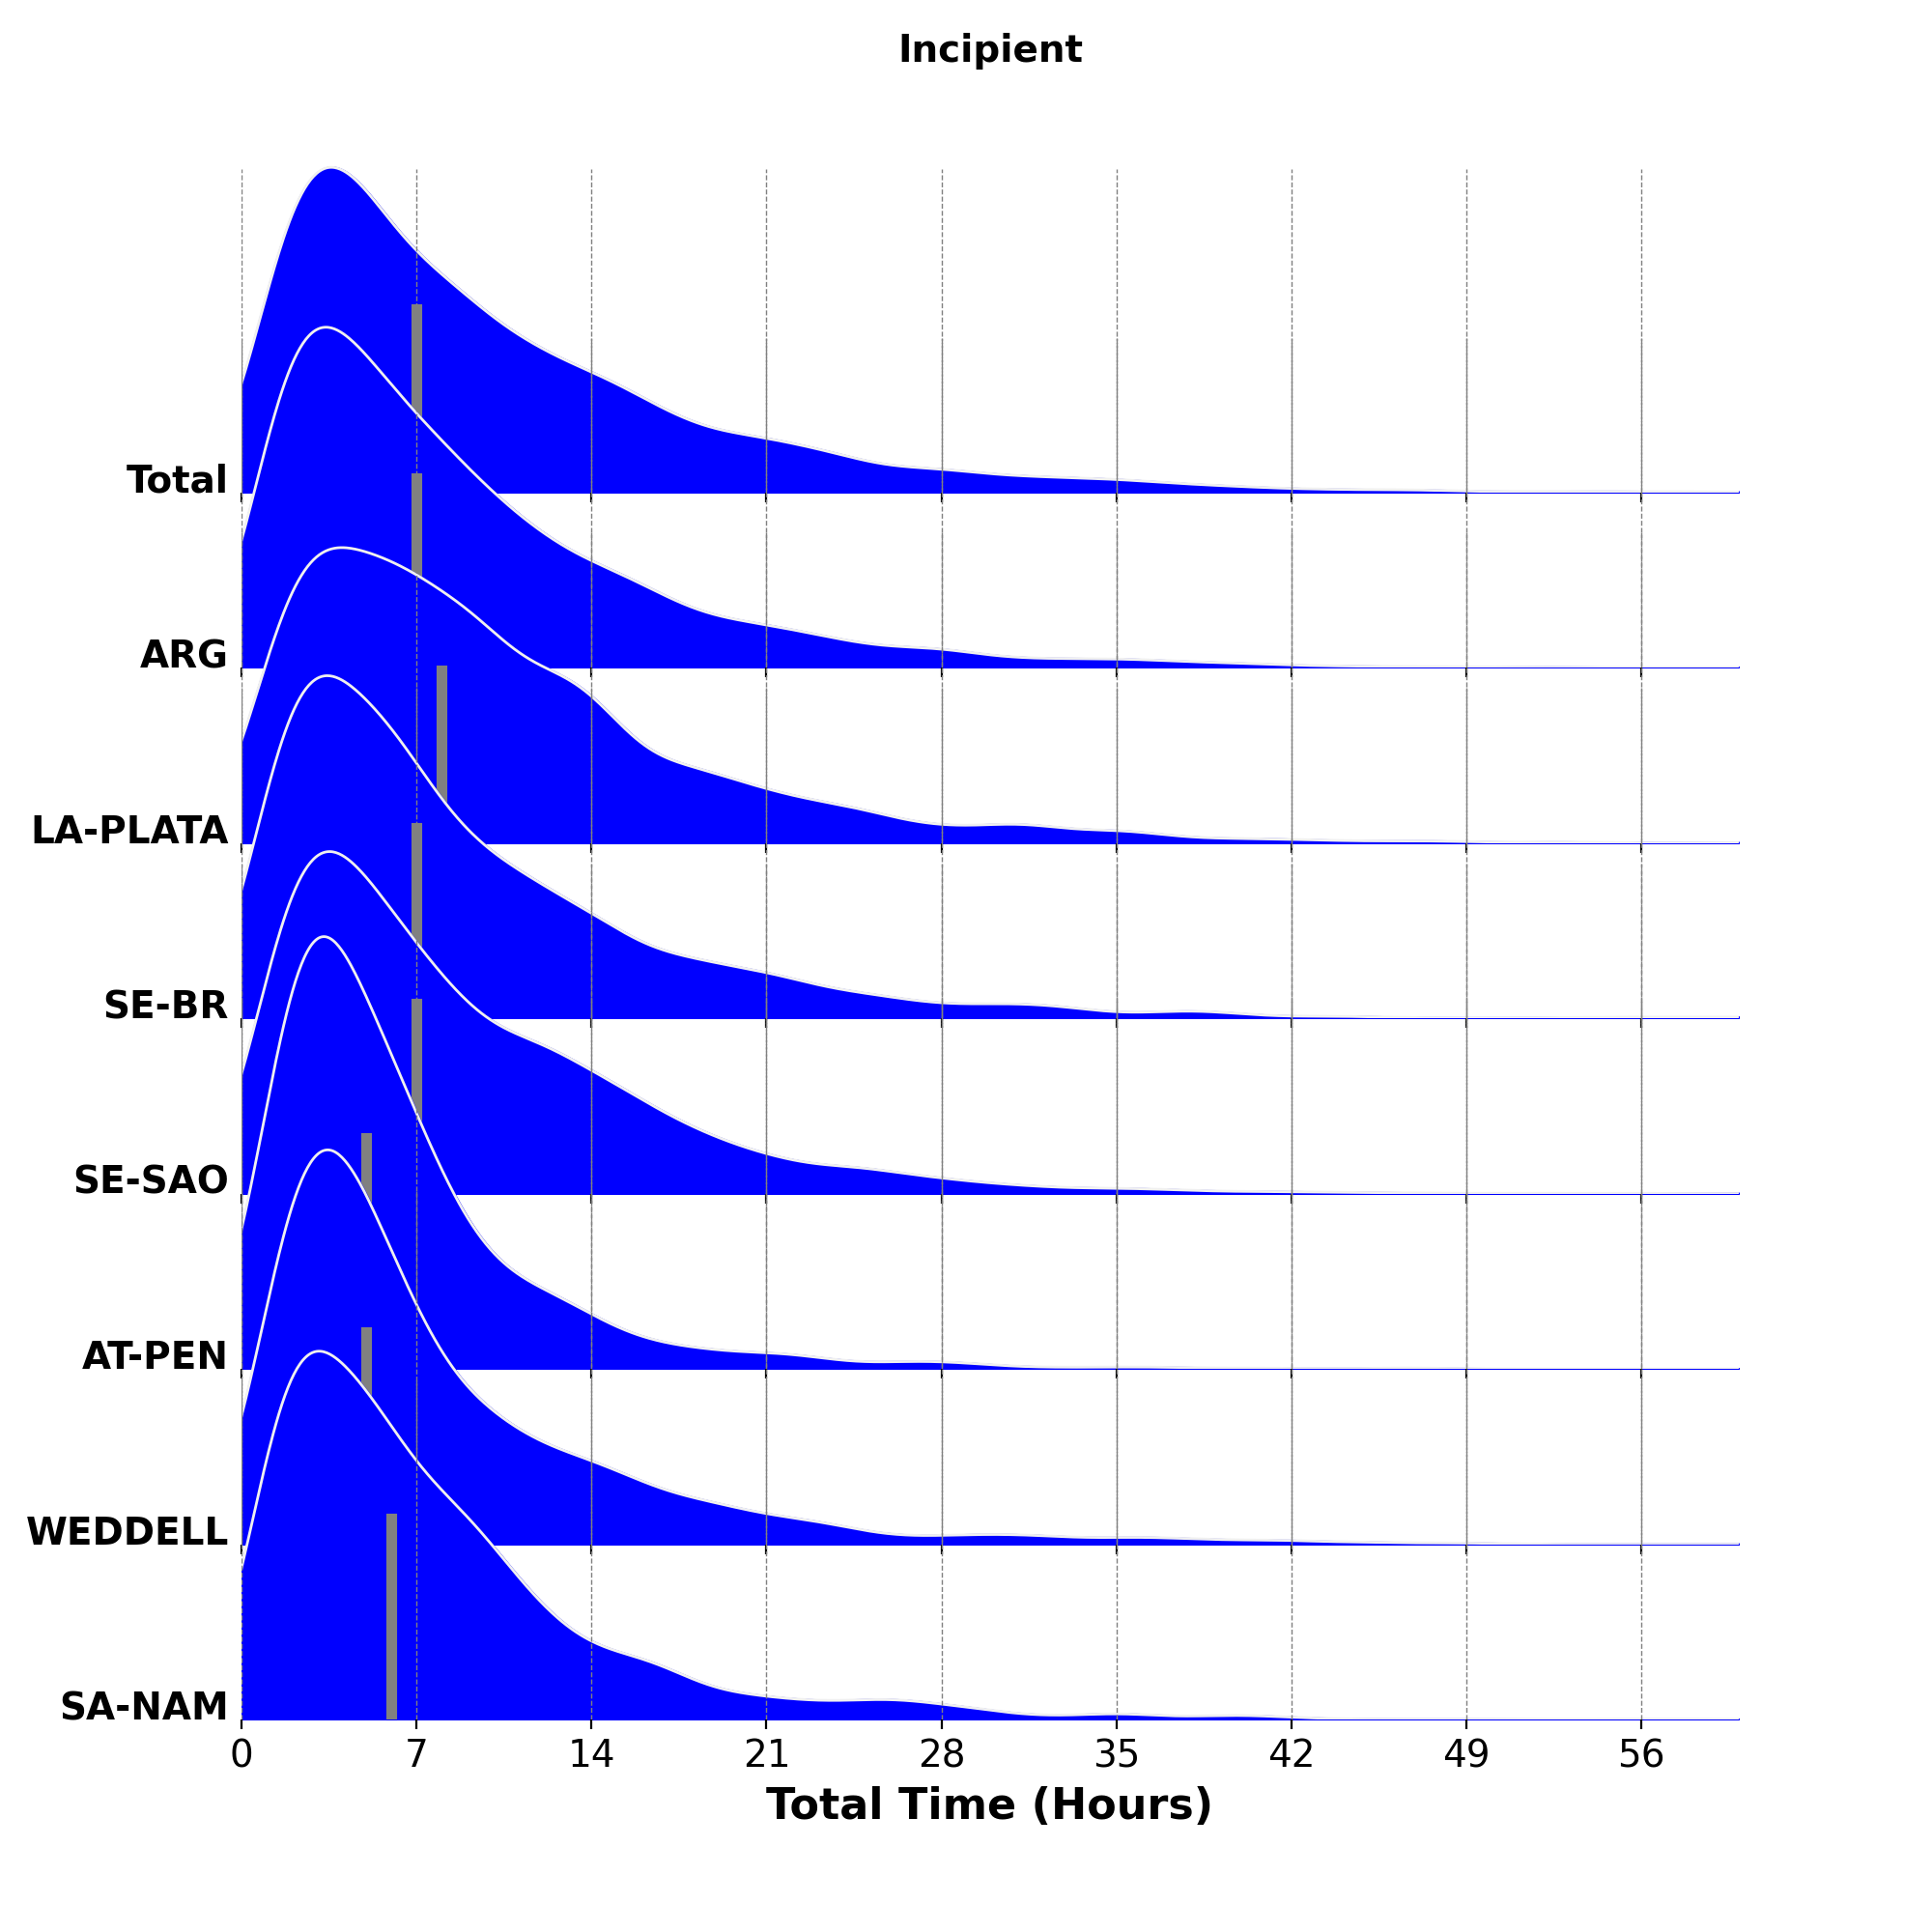 Incipient
Total
ARG
LA-PLATA
SE-BR
SE-SAO
AT-PEN
WEDDELL
SA-NAM
0 7 14 21 28 35 42 49 56
Total Time (Hours)